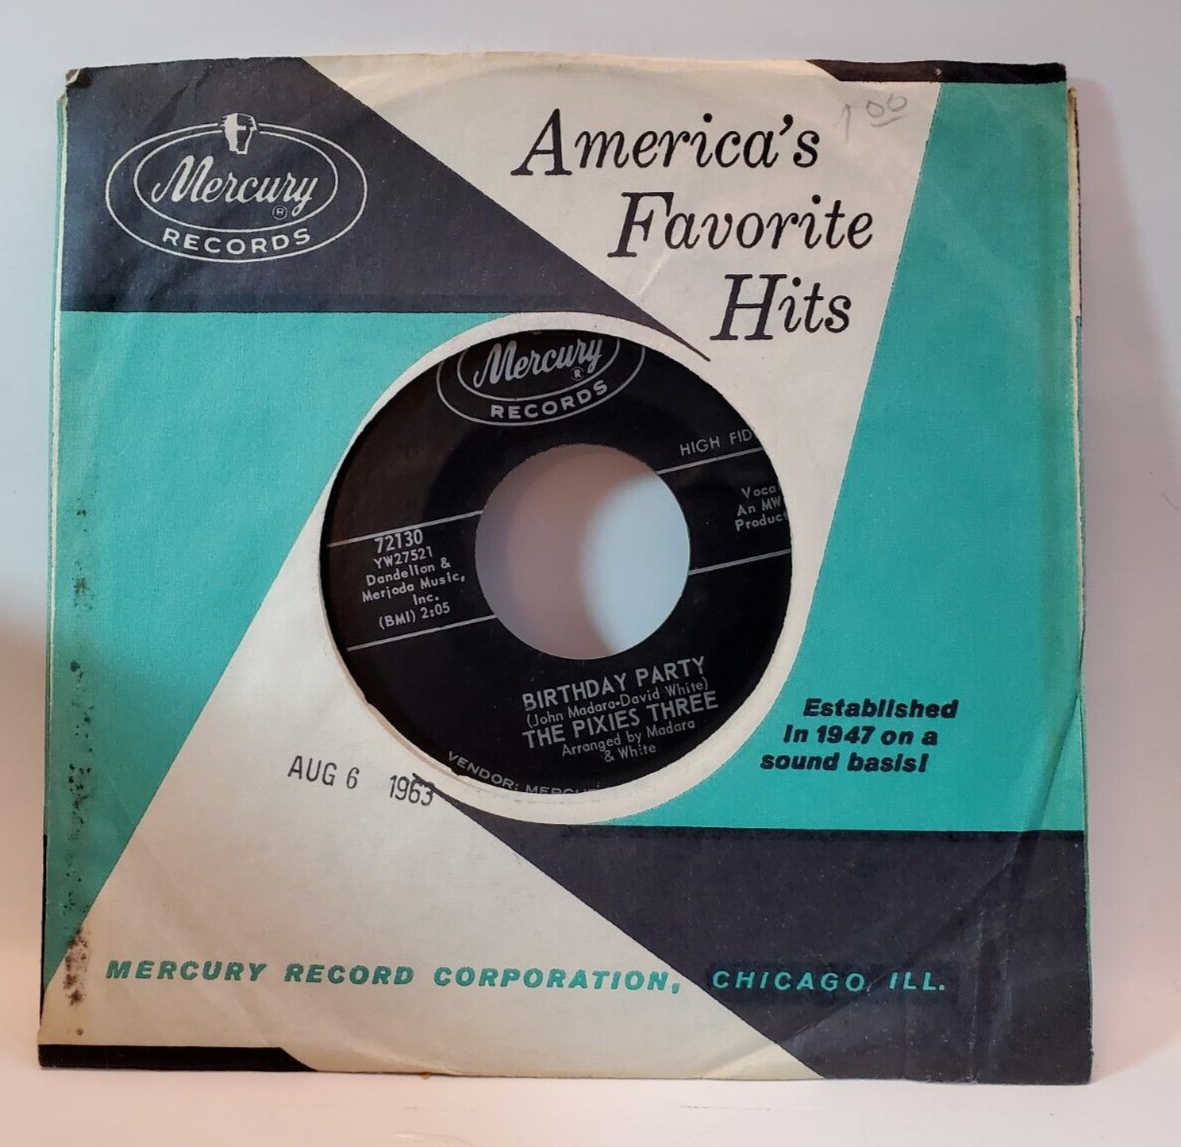 Mercury
®
RECORDS
America's
Favorite
Hits
1 00
Mercury
®
RECORDS
HIGH FID
Voca
An MW
Product
72130
YW27521
Dandelion &
Merjoda Music,
Inc.
(BMI) 2:05
BIRTHDAY PARTY
(John Madara-David White)
THE PIXIES THREE
Arranged by Madara
& White
VENDOR: MERCU
Established
in 1947 on a
sound basis!
AUG 6 1963
MERCURY RECORD CORPORATION, CHICAGO, ILL.